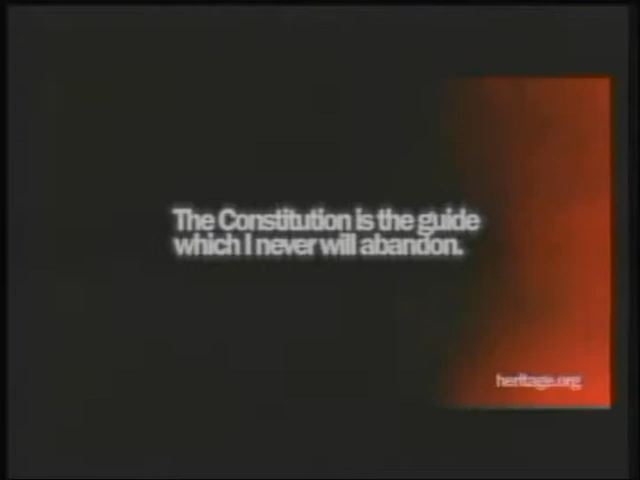 The Constitution is the guide
which I never will abandon.
heritage.org